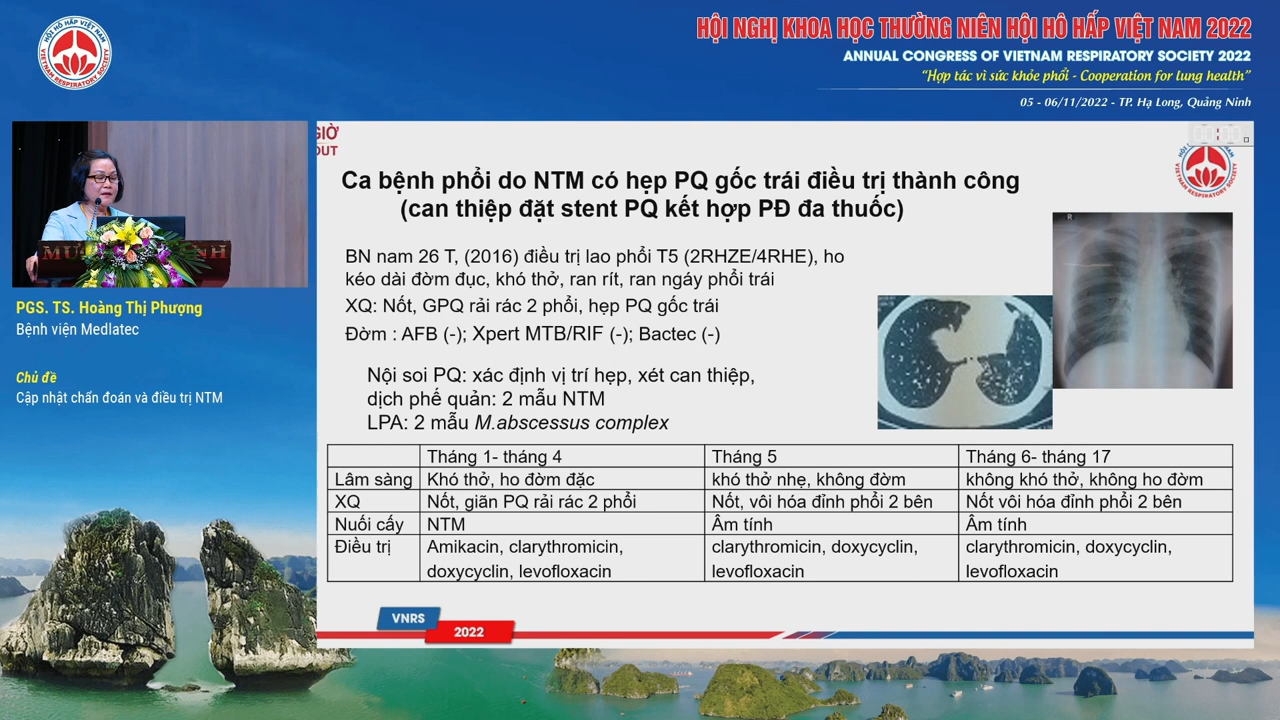 HỘI HÔ HẤP VIỆT NAM
VIETNAM RESPIRATORY SOCIETY
HỘI NGHỊ KHOA HỌC THƯỜNG NIÊN HỘI HÔ HẤP VIỆT NAM 2022
ANNUAL CONGRESS OF VIETNAM RESPIRATORY SOCIETY 2022
“Hợp tác vì sức khỏe phổi - Cooperation for lung health”
05 - 06/11/2022 - TP. Hạ Long, Quảng Ninh
PGS. TS. Hoàng Thị Phượng
Bệnh viện Medlatec
Chủ đề
Cập nhật chẩn đoán và điều trị NTM
GIỜ
OUT
Ca bệnh phổi do NTM có hẹp PQ gốc trái điều trị thành công
(can thiệp đặt stent PQ kết hợp PĐ đa thuốc)
BN nam 26 T, (2016) điều trị lao phổi T5 (2RHZE/4RHE), ho
kéo dài đờm đục, khó thở, ran rít, ran ngáy phổi trái
XQ: Nốt, GPQ rải rác 2 phổi, hẹp PQ gốc trái
Đờm : AFB (-); Xpert MTB/RIF (-); Bactec (-)
Nội soi PQ: xác định vị trí hẹp, xét can thiệp,
dịch phế quản: 2 mẫu NTM
LPA: 2 mẫu M.abscessus complex
R
Tháng 1- tháng 4 Tháng 5 Tháng 6- tháng 17
Lâm sàng Khó thở, ho đờm đặc khó thở nhẹ, không đờm không khó thở, không ho đờm
XQ Nốt, giãn PQ rải rác 2 phổi Nốt, vôi hóa đỉnh phổi 2 bên Nốt vôi hóa đỉnh phổi 2 bên
Nuối cấy NTM Âm tính Âm tính
Điều trị Amikacin, clarythromicin, clarythromicin, doxycyclin, clarythromicin, doxycyclin,
doxycyclin, levofloxacin levofloxacin levofloxacin
VNRS
2022